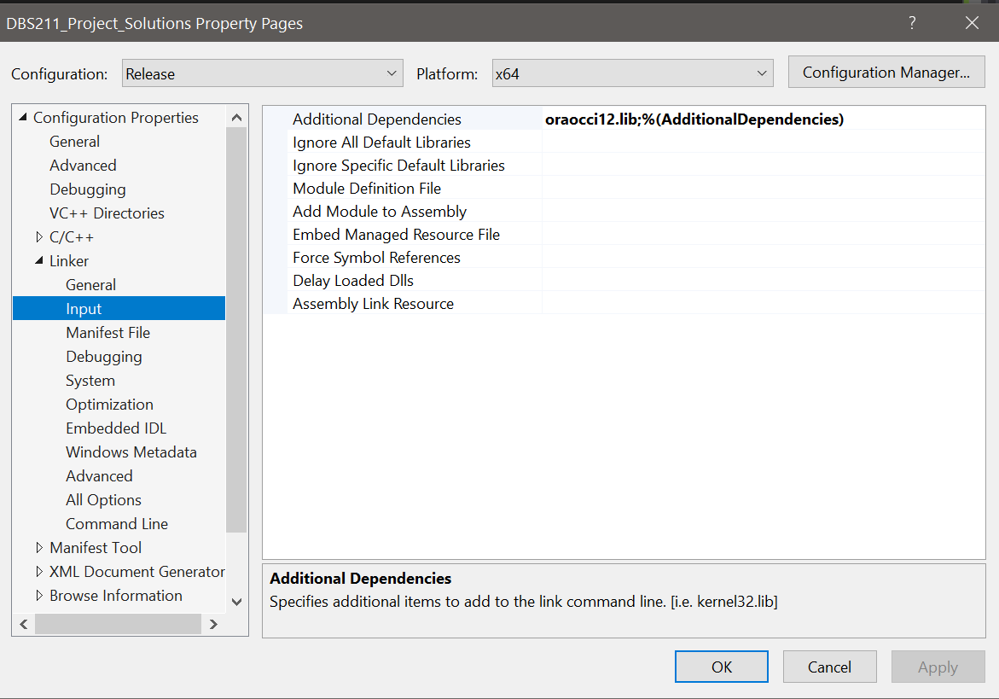 DBS211_Project_Solutions Property Pages ?
Configuration: Release Platform: x64 Configuration Manager...
Configuration Properties
General
Advanced
Debugging
VC++ Directories
C/C++
Linker
General
Input
Manifest File
Debugging
System
Optimization
Embedded IDL
Windows Metadata
Advanced
All Options
Command Line
Manifest Tool
XML Document Generator
Browse Information
Additional Dependencies oraocci12.lib;%(AdditionalDependencies)
Ignore All Default Libraries
Ignore Specific Default Libraries
Module Definition File
Add Module to Assembly
Embed Managed Resource File
Force Symbol References
Delay Loaded Dlls
Assembly Link Resource
Additional Dependencies
Specifies additional items to add to the link command line. [i.e. kernel32.lib]
OK Cancel Apply